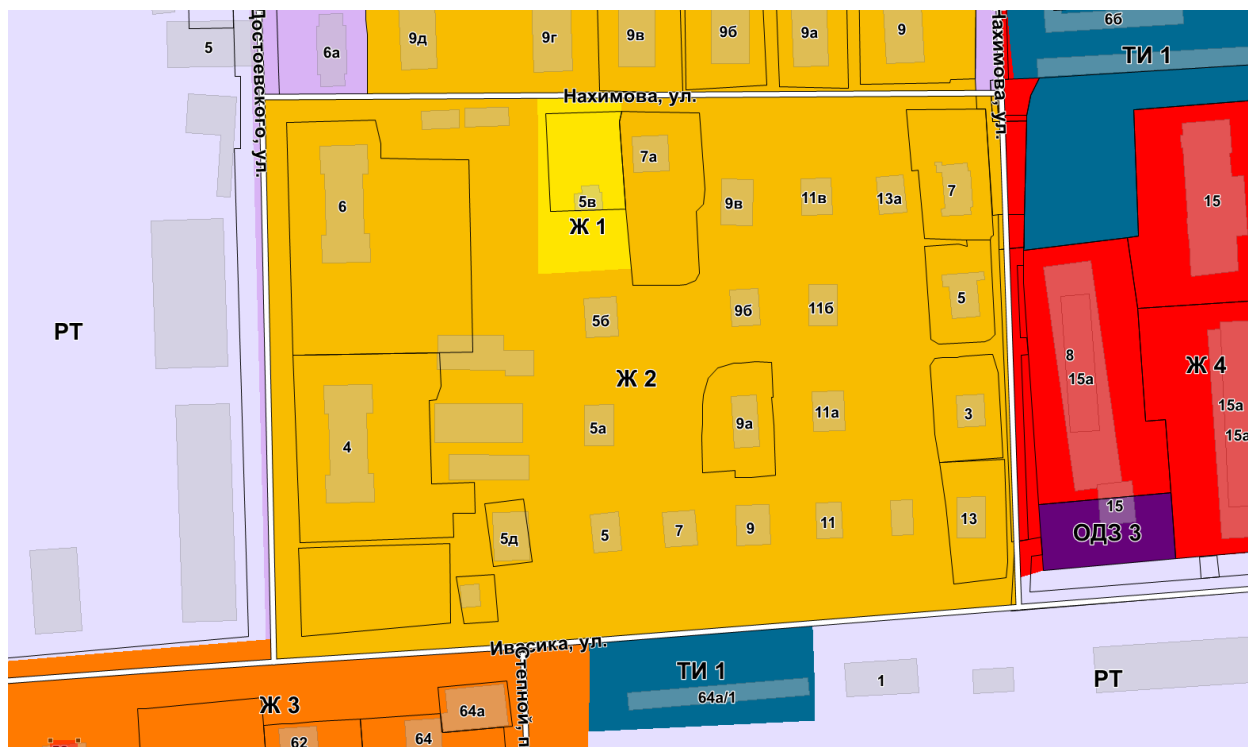 5
Достоевского, ул.
6а
9д
9г
9в
9б
9а
9
Нахимова, ул.
6б
ТИ 1
Нахимова, ул.
6
7а
5в
Ж 1
9в
11в
13а
7
15
РТ
5б
9б
11б
5
Ж 2
8
15а
Ж 4
4
5а
9а
11а
3
15а
15а
5д
5
7
9
11
13
15
ОДЗ 3
Ивасика, ул.
Степной, п
ТИ 1
64а/1
1
РТ
Ж 3
64а
62
64